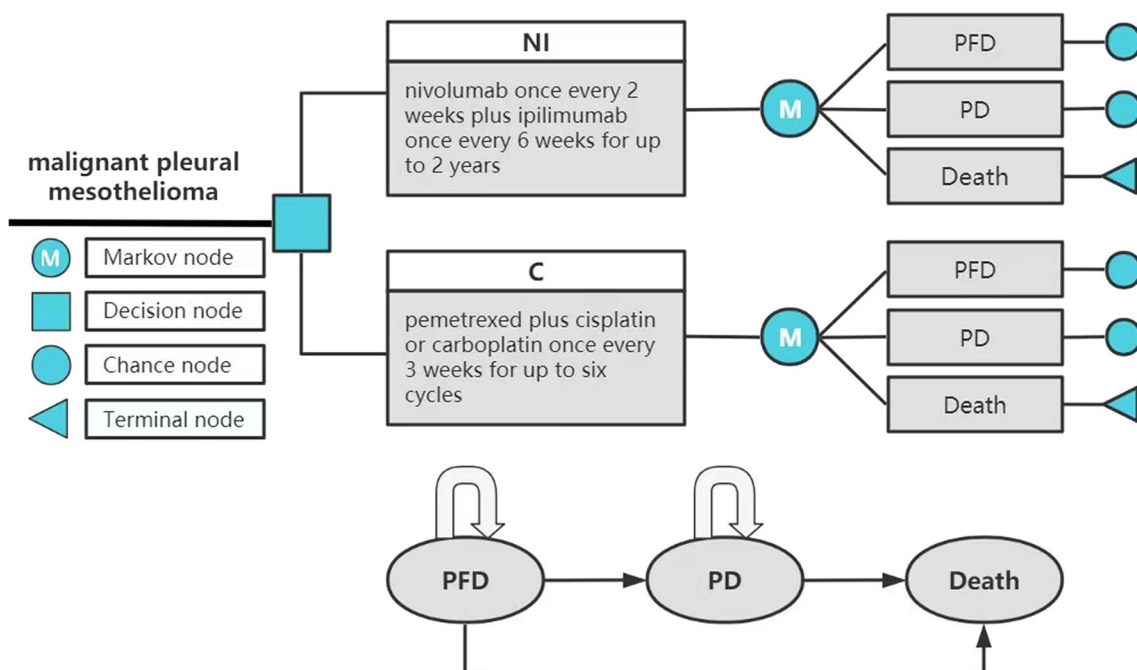 malignant pleural
mesothelioma
M
Markov node
Decision node
Chance node
Terminal node
NI
nivolumab once every 2
weeks plus ipilimumab
once every 6 weeks for up
to 2 years
M
PFD
PD
Death
C
pemetrexed plus cisplatin
or carboplatin once every
3 weeks for up to six
cycles
M
PFD
PD
Death
PFD
PD
Death